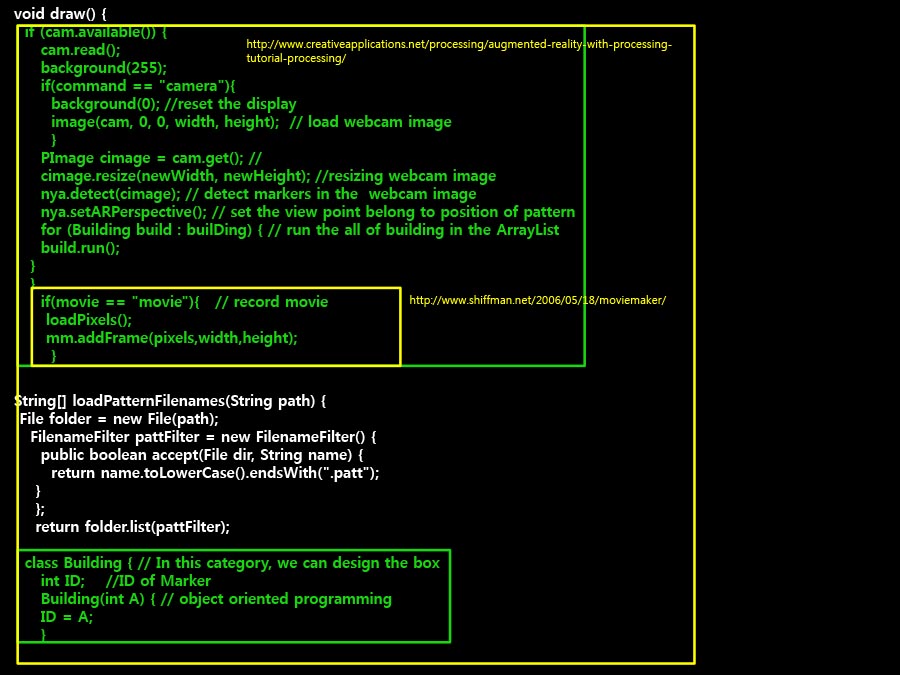 void draw() {
if (cam.available()) {
http://www.creativeapplications.net/processing/augmented-reality-with-processing-
tutorial-processing/
cam.read();
background(255);
if(command == "camera"){
background(0); //reset the display
image(cam, 0, 0, width, height);  // load webcam image
}
PImage cimage = cam.get(); //
cimage.resize(newWidth, newHeight); //resizing webcam image
nya.detect(cimage); // detect markers in the  webcam image
nya.setARPerspective(); // set the view point belong to position of pattern
for (Building build : builDing) { // run the all of building in the ArrayList
build.run();
}
}
if(movie == "movie"){   // record movie
http://www.shiffman.net/2006/05/18/moviemaker/
loadPixels();
mm.addFrame(pixels,width,height);
}
String[] loadPatternFilenames(String path) {
File folder = new File(path);
FilenameFilter pattFilter = new FilenameFilter() {
public boolean accept(File dir, String name) {
return name.toLowerCase().endsWith(".patt");
}
};
return folder.list(pattFilter);
class Building { // In this category, we can design the box
int ID;    //ID of Marker
Building(int A) { // object oriented programming
ID = A;
}